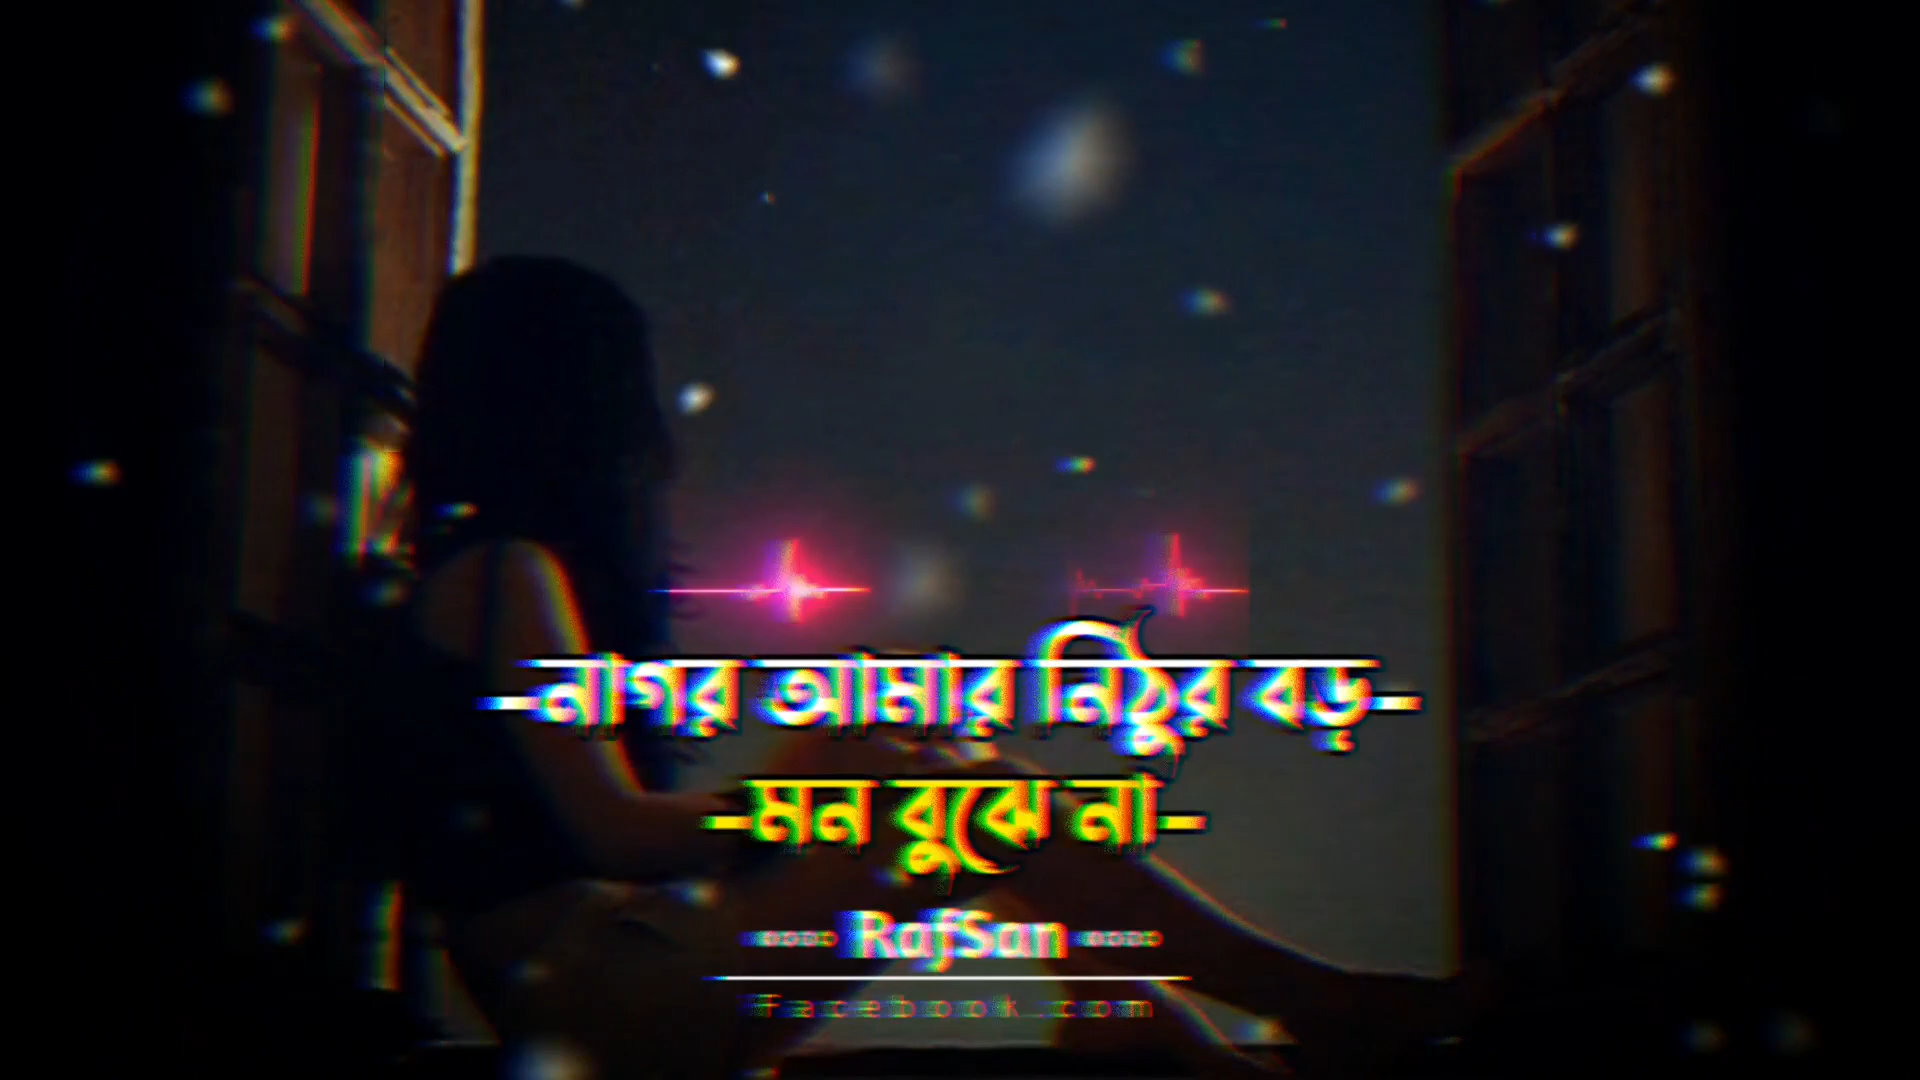 -নাগর আমার নিঠুর বড়-
-মন বুঝে না-
RafSan
Facebook.com